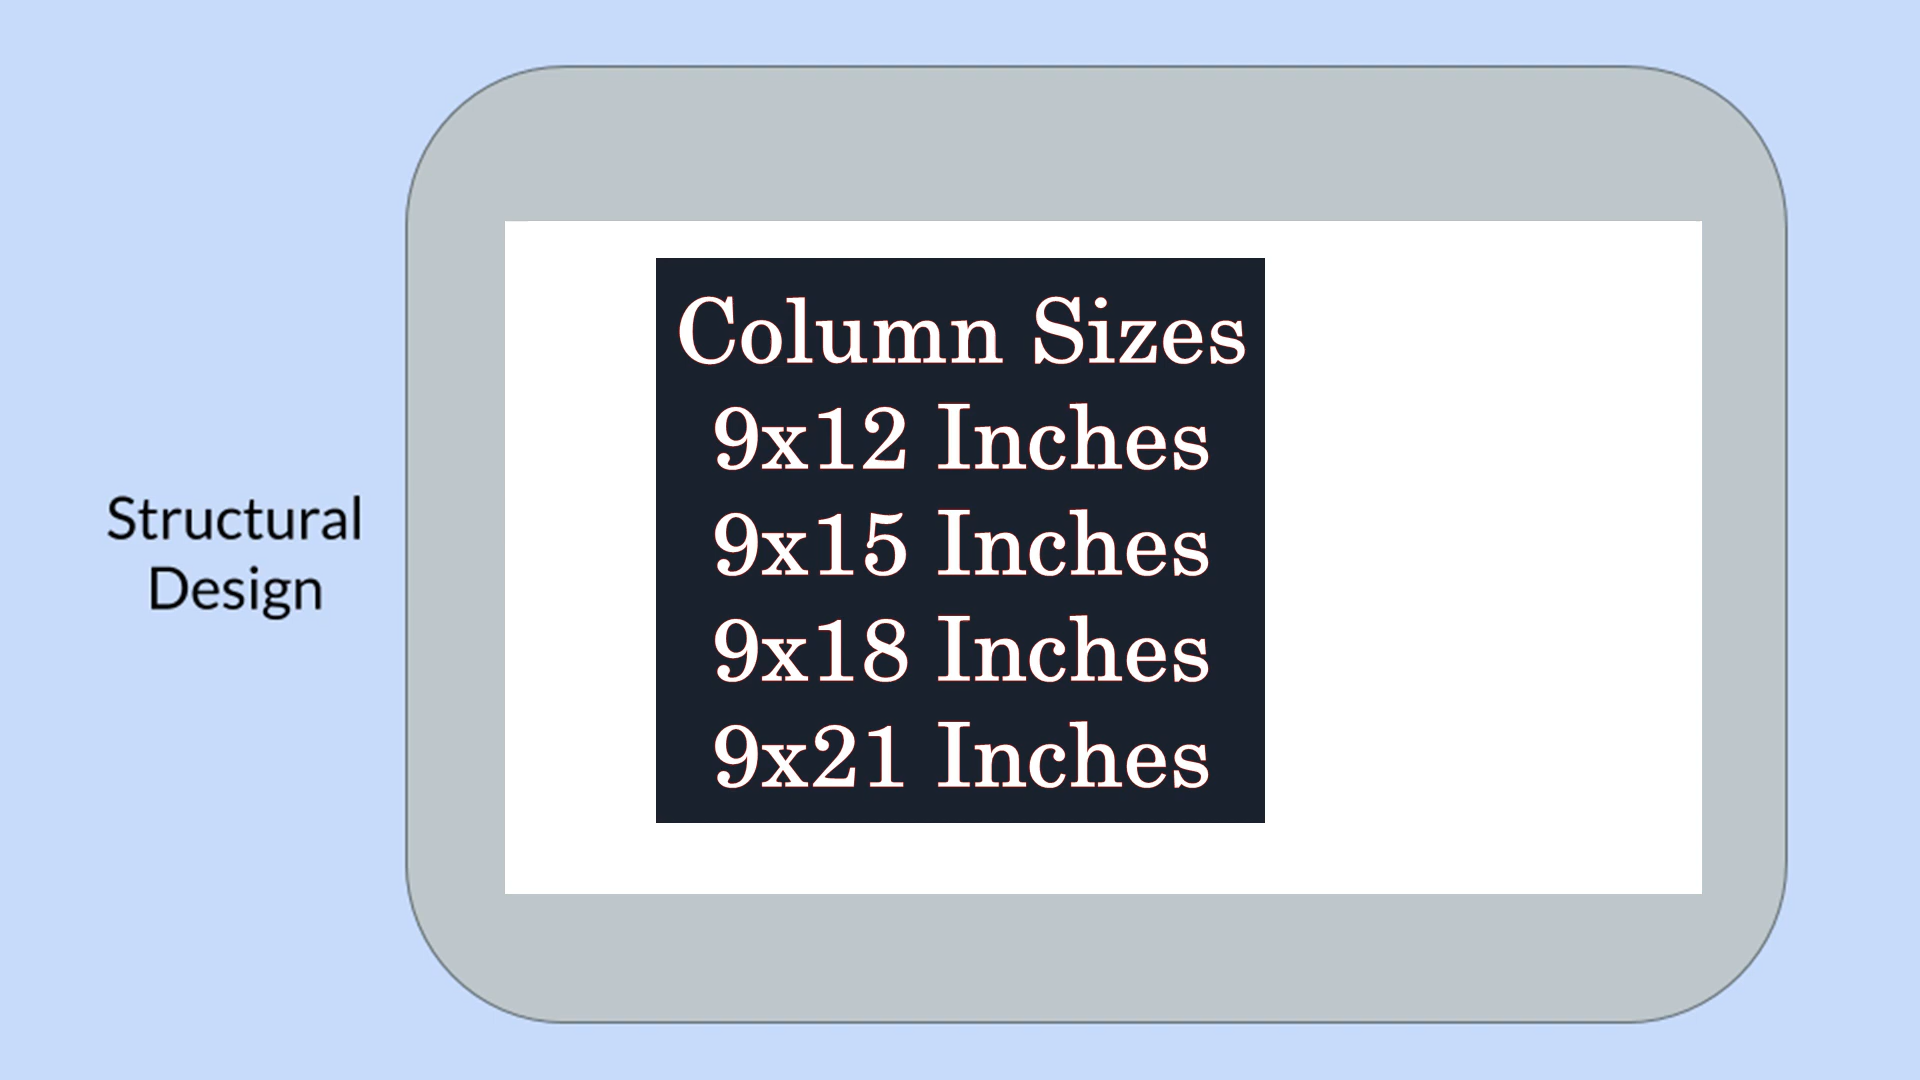 Structural
Design
Column Sizes
9x12 Inches
9x15 Inches
9x18 Inches
9x21 Inches